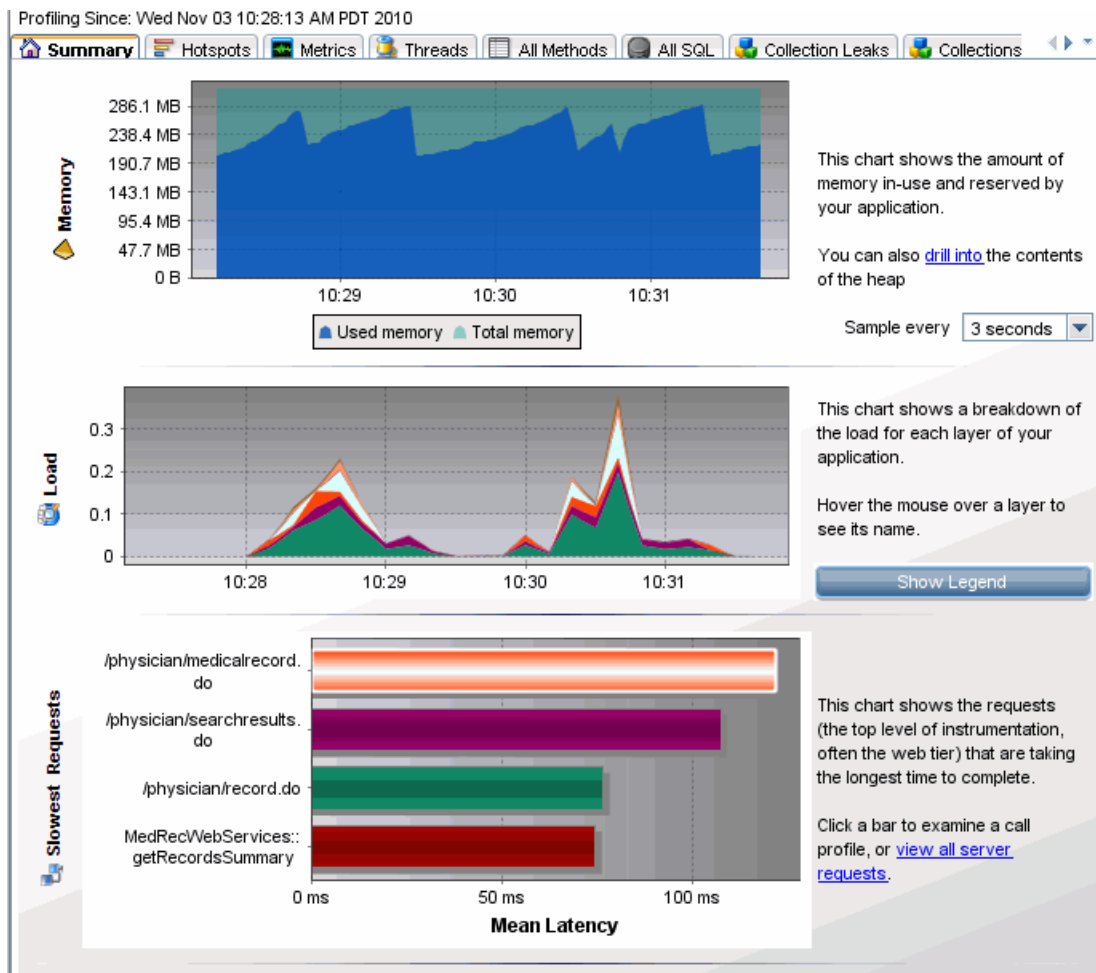 Profiling Since: Wed Nov 03 10:28:13 AM PDT 2010
Summary Hotspots Metrics Threads All Methods All SQL Collection Leaks Collections
Memory
286.1 MB
238.4 MB
190.7 MB
143.1 MB
95.4 MB
47.7 MB
0 B
10:29 10:30 10:31
Used memory Total memory
This chart shows the amount of
memory in-use and reserved by
your application.
You can also drill into the contents
of the heap
Sample every 3 seconds
Load
0.3
0.2
0.1
0
10:28 10:29 10:30 10:31
This chart shows a breakdown of
the load for each layer of your
application.
Hover the mouse over a layer to
see its name.
Show Legend
Slowest Requests
/physician/medicalrecord.
do
/physician/searchresults.
do
/physician/record.do
MedRecWebServices::
getRecordsSummary
0 ms 50 ms 100 ms
Mean Latency
This chart shows the requests
(the top level of instrumentation,
often the web tier) that are taking
the longest time to complete.
Click a bar to examine a call
profile, or view all server
requests.